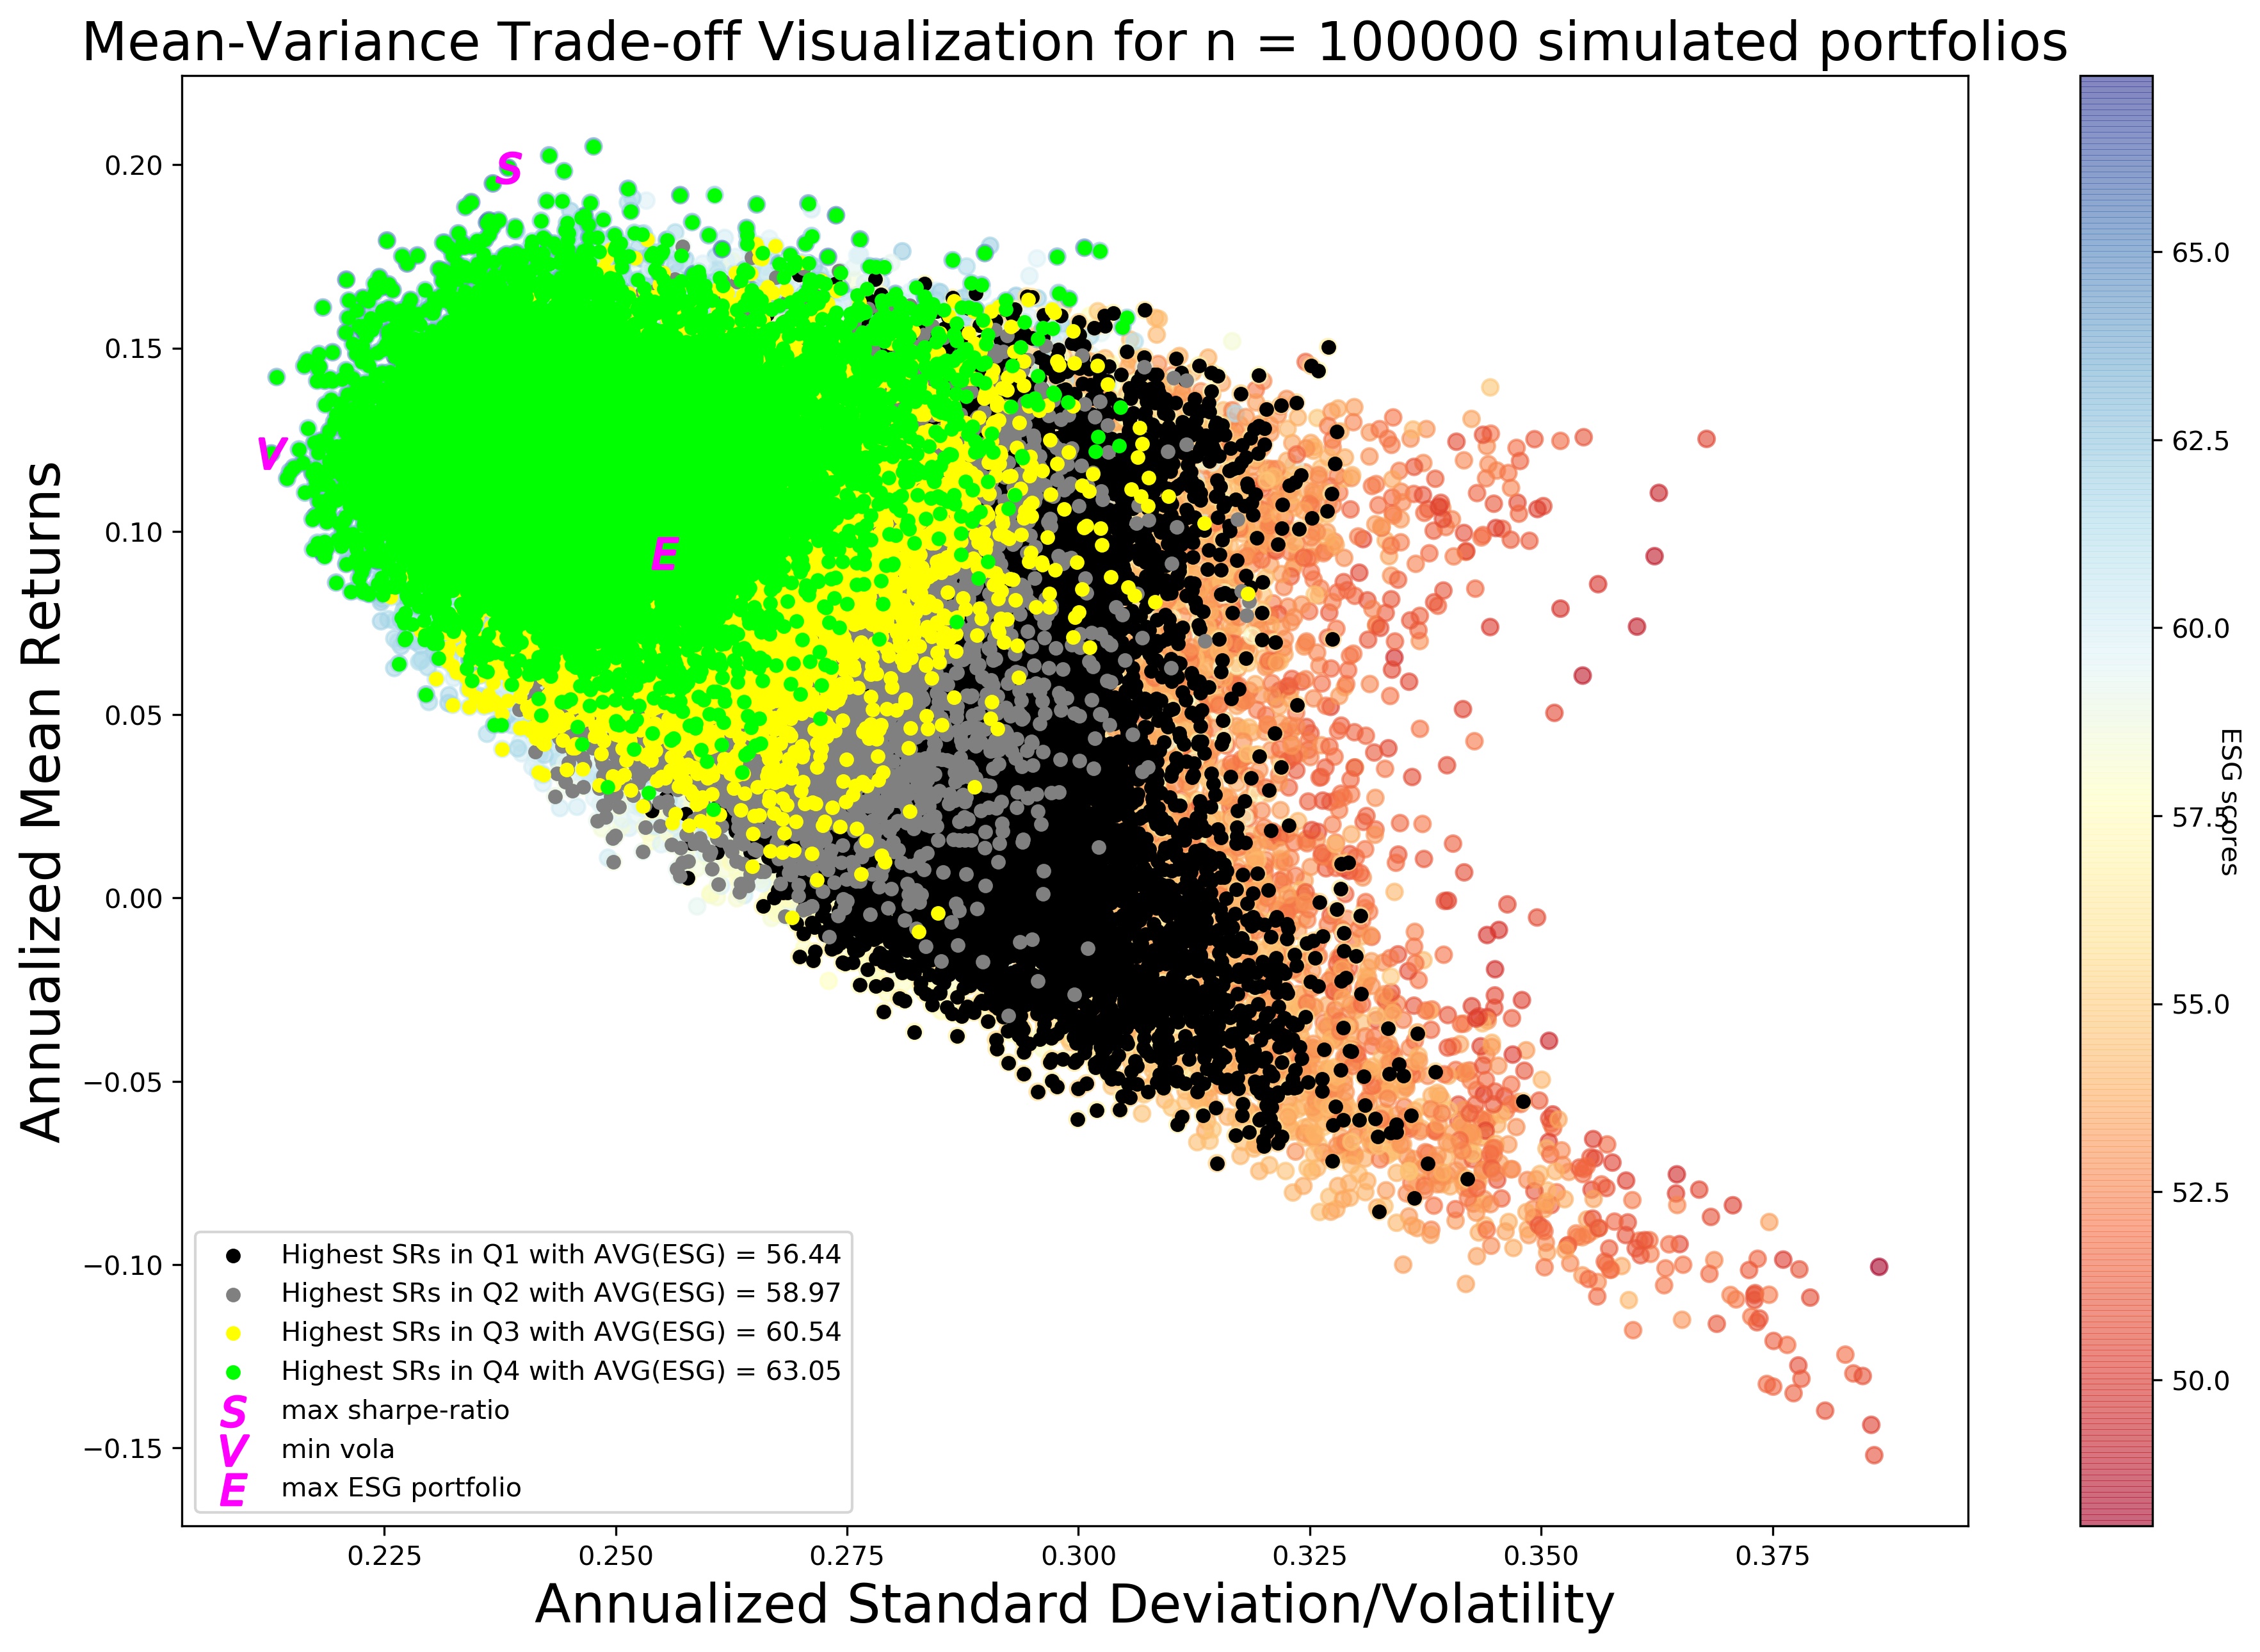 Mean-Variance Trade-off Visualization for n = 100000 simulated portfolios
Annualized Mean Returns
0.20
0.15
0.10
0.05
0.00
−0.05
−0.10
−0.15
S
V
E
Highest SRs in Q1 with AVG(ESG) = 56.44
Highest SRs in Q2 with AVG(ESG) = 58.97
Highest SRs in Q3 with AVG(ESG) = 60.54
Highest SRs in Q4 with AVG(ESG) = 63.05
S max sharpe-ratio
V min vola
E max ESG portfolio
0.225 0.250 0.275 0.300 0.325 0.350 0.375
Annualized Standard Deviation/Volatility
65.0
62.5
60.0
57.5
55.0
52.5
50.0
ESG scores